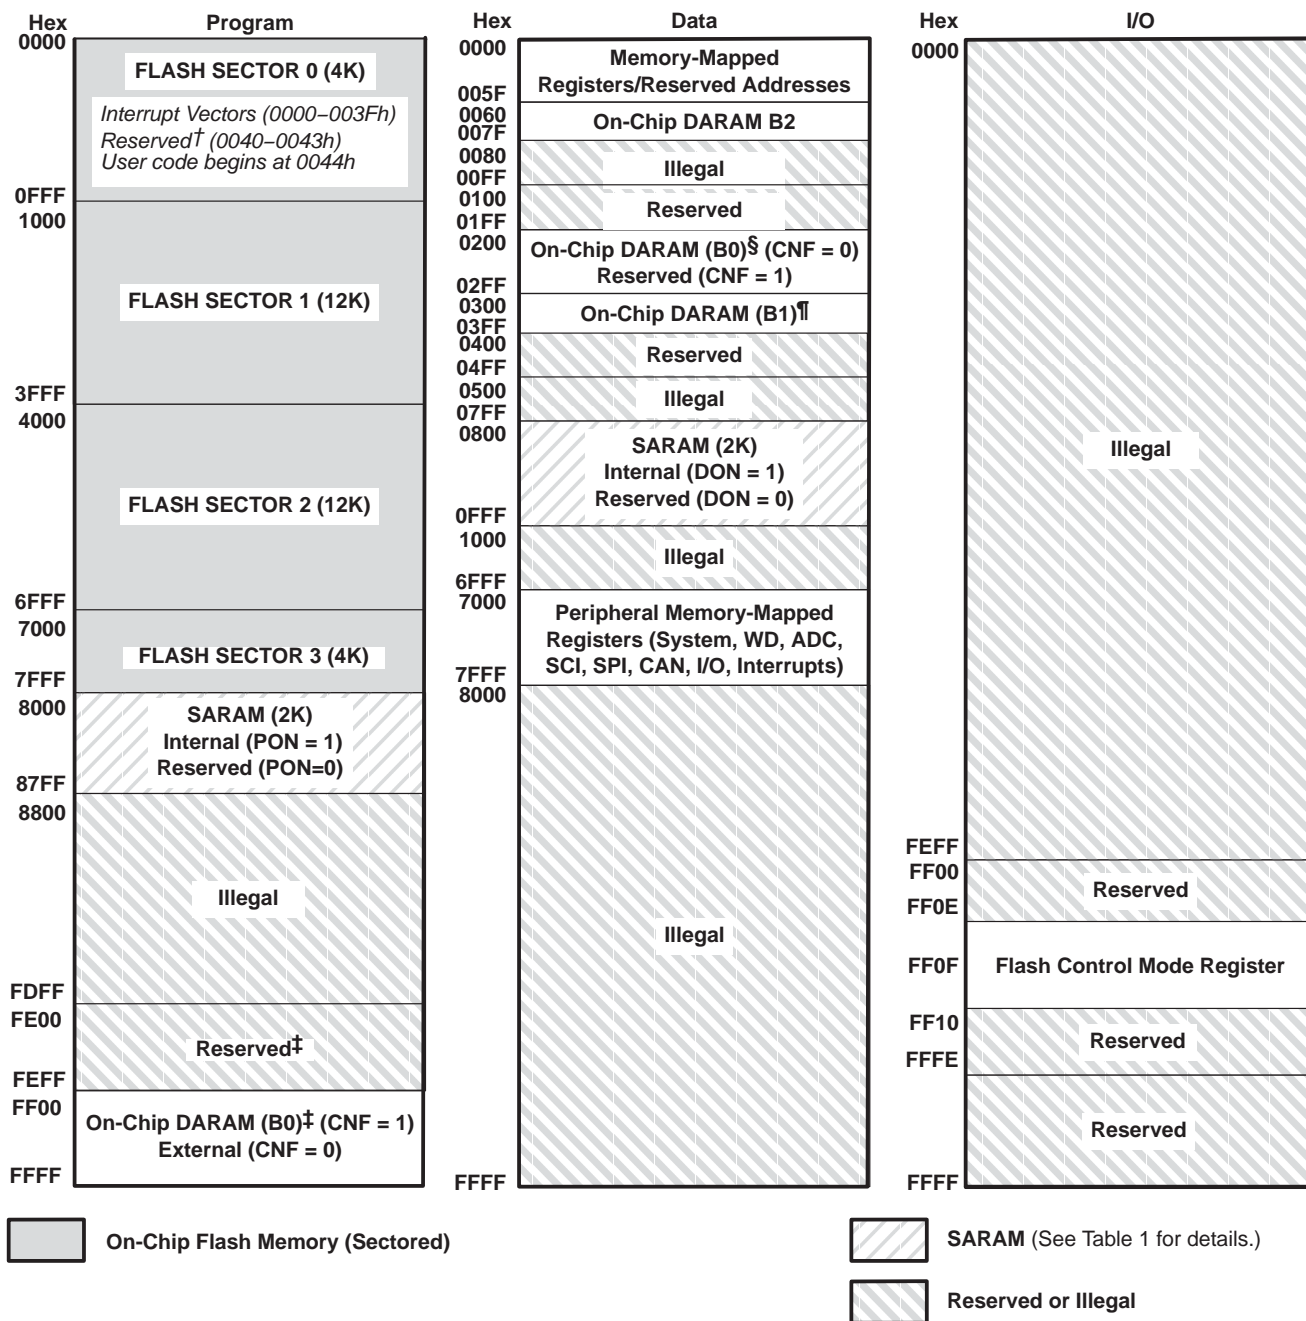 Hex Program
0000
FLASH SECTOR 0 (4K)
Interrupt Vectors (0000–003Fh)
Reserved† (0040–0043h)
User code begins at 0044h
0FFF
1000
FLASH SECTOR 1 (12K)
3FFF
4000
FLASH SECTOR 2 (12K)
6FFF
7000
FLASH SECTOR 3 (4K)
7FFF
8000
SARAM (2K)
Internal (PON = 1)
Reserved (PON=0)
87FF
8800
Illegal
FDFF
FE00
Reserved‡
FEFF
FF00
On-Chip DARAM (B0)‡ (CNF = 1)
External (CNF = 0)
FFFF
Hex Data
0000
Memory-Mapped
Registers/Reserved Addresses
005F
0060
On-Chip DARAM B2
007F
0080
Illegal
00FF
0100
Reserved
01FF
0200
On-Chip DARAM (B0)§ (CNF = 0)
Reserved (CNF = 1)
02FF
0300
On-Chip DARAM (B1)¶
03FF
0400
Reserved
04FF
0500
Illegal
07FF
0800
SARAM (2K)
Internal (DON = 1)
Reserved (DON = 0)
0FFF
1000
Illegal
6FFF
7000
Peripheral Memory-Mapped
Registers (System, WD, ADC,
SCI, SPI, CAN, I/O, Interrupts)
7FFF
8000
Illegal
FFFF
Hex I/O
0000
Illegal
FEFF
FF00
Reserved
FF0E
FF0F Flash Control Mode Register
FF10
Reserved
FFFE
Reserved
FFFF
On-Chip Flash Memory (Sectored)
SARAM (See Table 1 for details.)
Reserved or Illegal